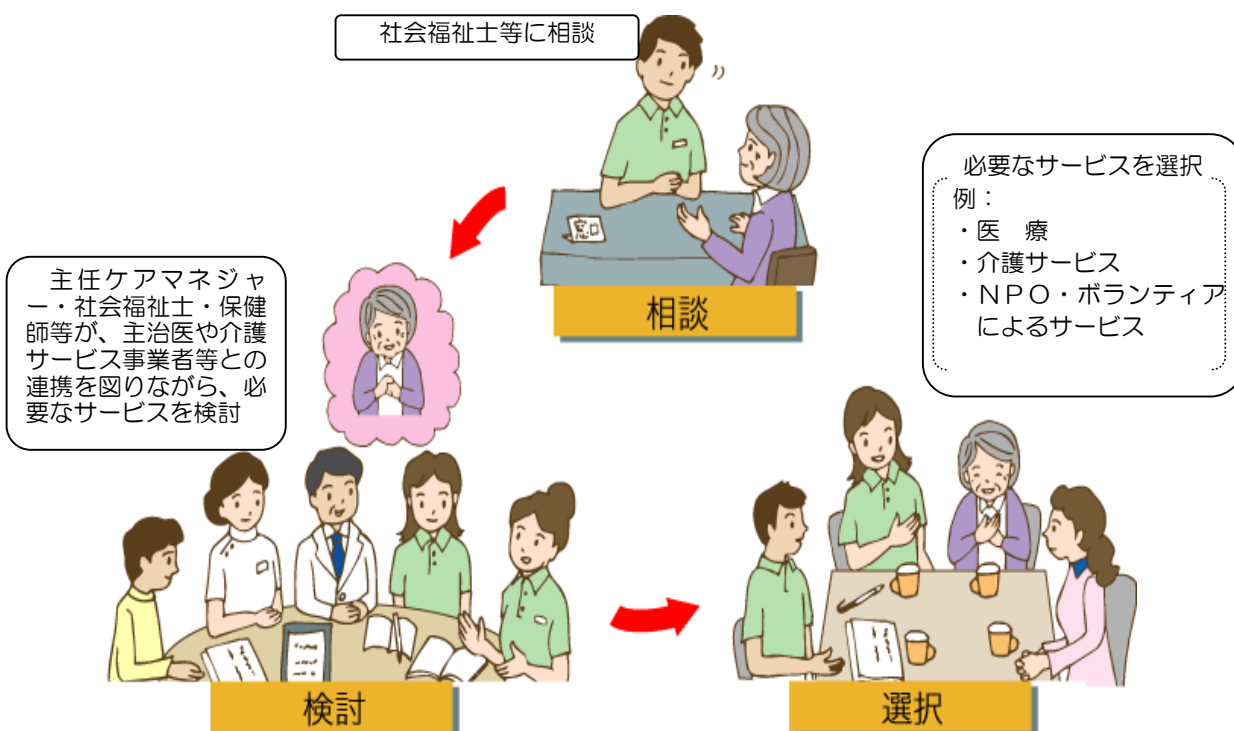 社会福祉士等に相談
窓口
相談
主任ケアマネジャ
ー・社会福祉士・保健
師等が、主治医や介護
サービス事業者等との
連携を図りながら、必
要なサービスを検討
検討
必要なサービスを選択
例：
・医　療
・介護サービス
・ＮＰＯ・ボランティア
によるサービス
選択